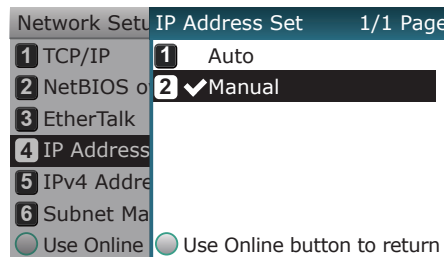 Network Setu
1 TCP/IP
2 NetBIOS o
3 EtherTalk
4 IP Address
5 IPv4 Addre
6 Subnet Ma
Use Online
IP Address Set 1/1 Page
1 Auto
2 ✔Manual
Use Online button to return